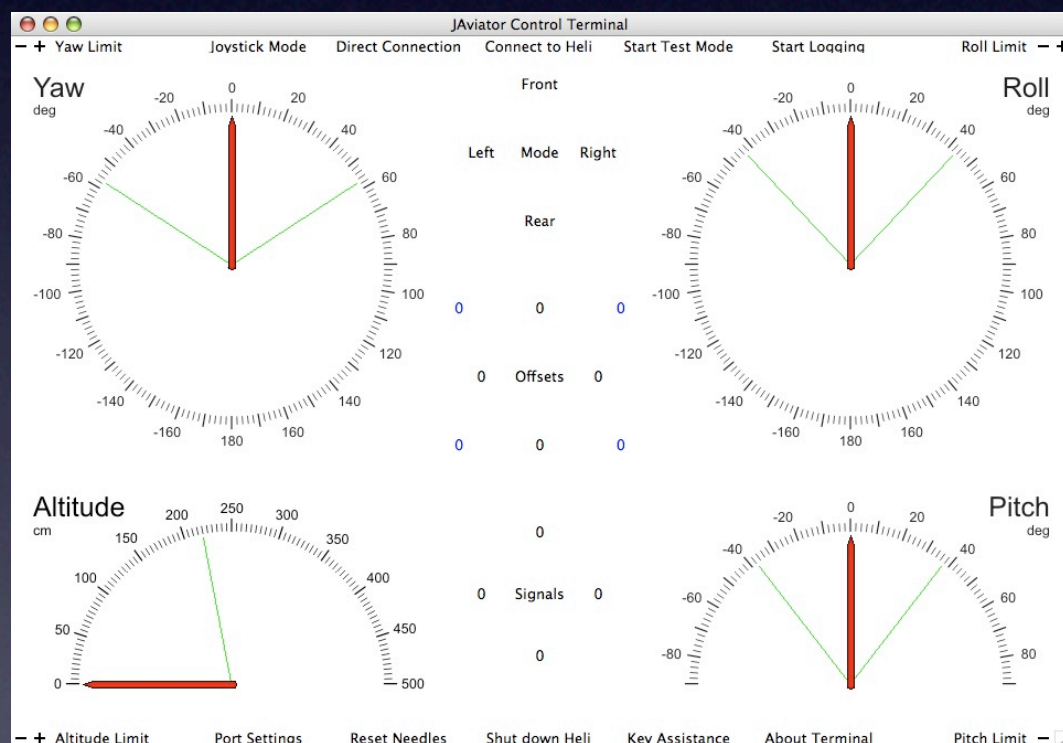 JAviator Control Terminal
− + Yaw Limit Joystick Mode Direct Connection Connect to Heli Start Test Mode Start Logging Roll Limit − +
Yaw
deg
-100 -80 -60 -40 -20 0 20 40 60 80 100
-120 -140 -160 180 160 140 120
Front
Left Mode Right
Rear
0 0 0
0 Offsets 0
0 0 0
Roll
deg
-100 -80 -60 -40 -20 0 20 40 60 80 100
-120 -140 -160 180 160 140 120
Altitude
cm
0 50 100 150 200 250 300 350 400 450 500
0
0 Signals 0
0
Pitch
deg
-80 -60 -40 -20 0 20 40 60 80
− + Altitude Limit Port Settings Reset Needles Shut down Heli Key Assistance About Terminal Pitch Limit −